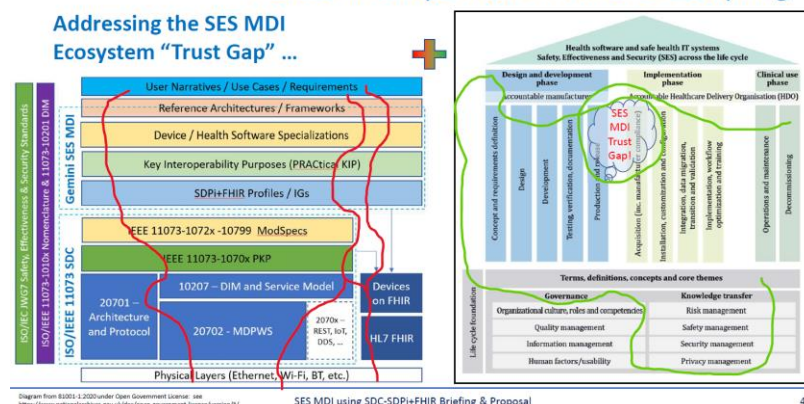 Addressing the SES MDI
Ecosystem “Trust Gap” ...
ISO/IEC JWG7 Safety, Effectiveness & Security Standards
ISO/IEEE 11073-1010x Nomenclature & 11073-10201 DIM
Gemini SES MDI
User Narratives / Use Cases / Requirements
Reference Architectures / Frameworks
Device / Health Software Specializations
Key Interoperability Purposes (PRACtical KIP)
SDPi+FHIR Profiles / IGs
ISO/IEEE 11073 SDC
IEEE 11073-1072x -10799 ModSpecs
IEEE 11073-1070x PKP
20701 –
Architecture
and Protocol
10207 – DIM and Service Model
20702 - MDPWS
2070x –
REST, IoT,
DDS, ...
Devices
on FHIR
HL7 FHIR
Physical Layers (Ethernet, Wi-Fi, BT, etc.)
Health software and safe health IT systems
Safety, Effectiveness and Security (SES) across the life cycle
Design and development
phase
Implementation
phase
Clinical use
phase
Accountable manufacturer
Accountable Healthcare Delivery Organisation (HDO)
SES
MDI
Trust
Gap!
Concept and requirements definition
Design
Development
Testing, verification, documentation
Production and release
Acquisition (inc. manufacturer compliance)
Installation, customization and configuration
Integration, data migration,
transition and validation
Implementation, workflow
optimization and training
Operations and maintenance
Decommissioning
Life cycle foundation
Terms, definitions, concepts and core themes
Governance
Organizational culture, roles and competencies
Quality management
Information management
Human factors/usability
Knowledge transfer
Risk management
Safety management
Security management
Privacy management
Diagram from 81001-1:2020 under Open Government License: see
SES MDI using SDC-SDPi+FHIR Briefing & Proposal
4